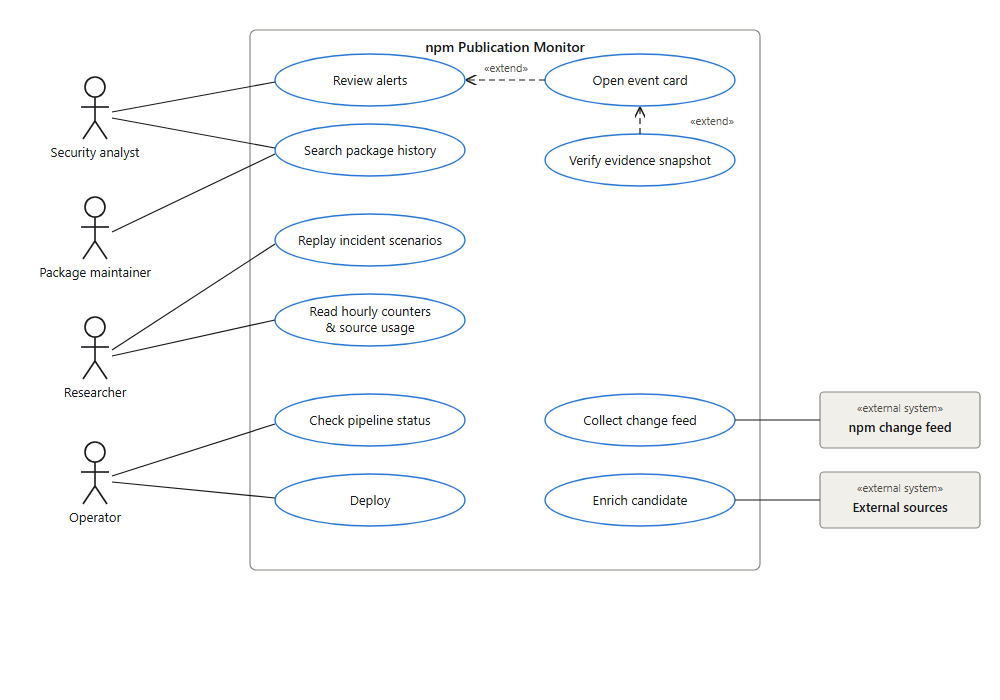 npm Publication Monitor
Review alerts
«extend»
Open event card
Security analyst
Search package history
«extend»
Verify evidence snapshot
Package maintainer
Replay incident scenarios
Read hourly counters
& source usage
Researcher
Check pipeline status
Collect change feed
«external system»
npm change feed
Operator
Deploy
Enrich candidate
«external system»
External sources